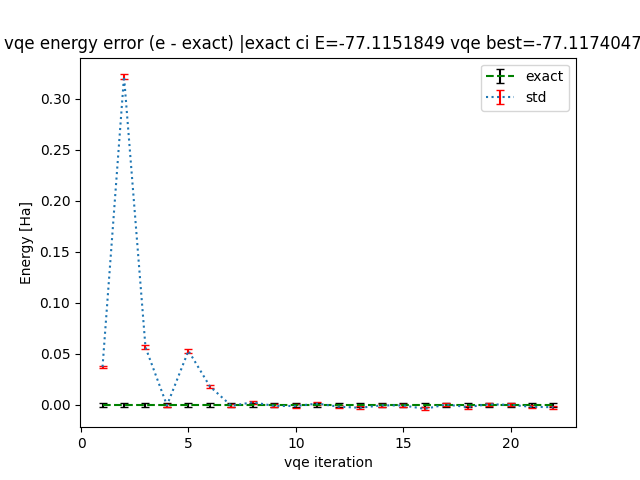 vqe energy error (e - exact) |exact ci E=-77.1151849 vqe best=-77.1174047
exact
std
0.30
0.25
0.20
0.15
0.10
0.05
0.00
Energy [Ha]
0 5 10 15 20
vqe iteration